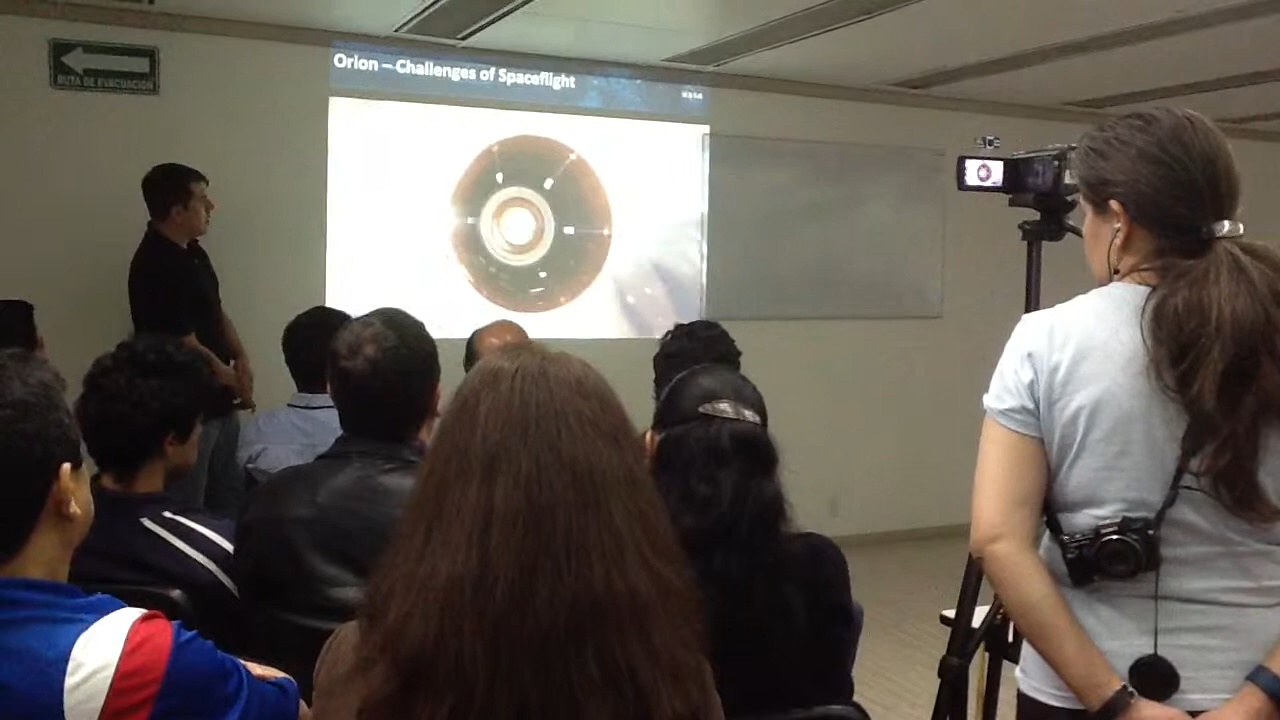 RUTA DE EVACUACIÓN
Orion – Challenges of Spaceflight